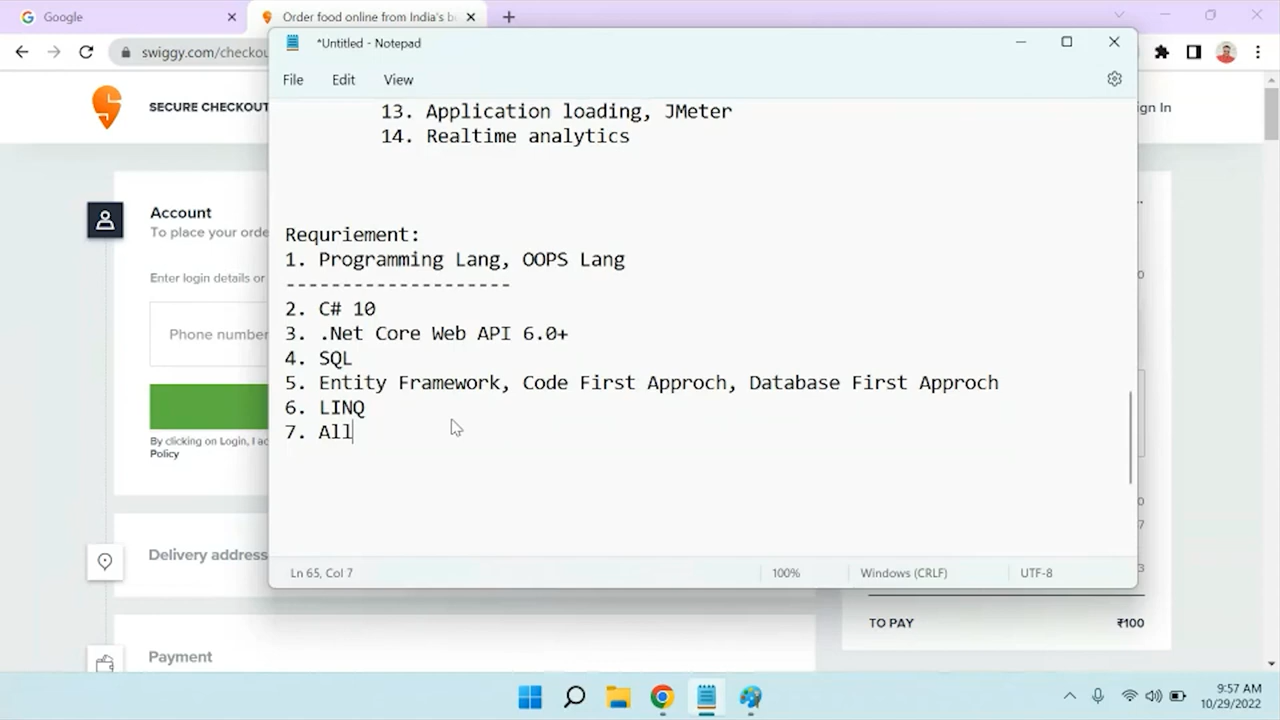 Google
Order food online from India's b
swiggy.com/checkou
*Untitled - Notepad
File Edit View
SECURE CHECKOUT
ign In
13. Application loading, JMeter
14. Realtime analytics
Account
To place your orde
Enter login details or
Phone number
By clicking on Login, I ac
Policy
Requriement:
1. Programming Lang, OOPS Lang
--------------------
2. C# 10
3. .Net Core Web API 6.0+
4. SQL
5. Entity Framework, Code First Approch, Database First Approch
6. LINQ
7. All
Delivery address
Ln 65, Col 7
100%
Windows (CRLF)
UTF-8
TO PAY ₹100
Payment
9:57 AM
10/29/2022